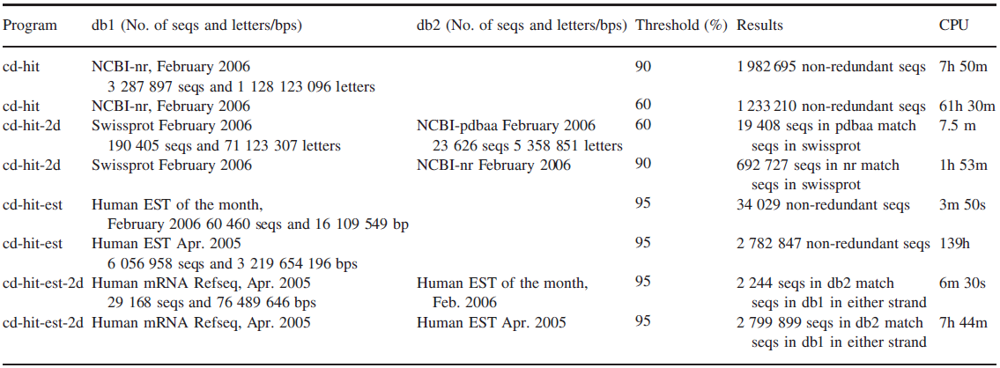 Program db1 (No. of seqs and letters/bps) db2 (No. of seqs and letters/bps) Threshold (%) Results CPU
cd-hit NCBI-nr, February 2006 90 1 982 695 non-redundant seqs 7h 50m
3 287 897 seqs and 1 128 123 096 letters
cd-hit NCBI-nr, February 2006 60 1 233 210 non-redundant seqs 61h 30m
cd-hit-2d Swissprot February 2006 NCBI-pdbaa February 2006 60 19 408 seqs in pdbaa match 7.5 m
190 405 seqs and 71 123 307 letters 23 626 seqs 5 358 851 letters seqs in swissprot
cd-hit-2d Swissprot February 2006 NCBI-nr February 2006 90 692 727 seqs in nr match 1h 53m
seqs in swissprot
cd-hit-est Human EST of the month, 95 34 029 non-redundant seqs 3m 50s
February 2006 60 460 seqs and 16 109 549 bp
cd-hit-est Human EST Apr. 2005 95 2 782 847 non-redundant seqs 139h
6 056 958 seqs and 3 219 654 196 bps
cd-hit-est-2d Human mRNA Refseq, Apr. 2005 Human EST of the month, 95 2 244 seqs in db2 match 6m 30s
29 168 seqs and 76 489 646 bps Feb. 2006 seqs in db1 in either strand
cd-hit-est-2d Human mRNA Refseq, Apr. 2005 Human EST Apr. 2005 95 2 799 899 seqs in db2 match 7h 44m
seqs in db1 in either strand